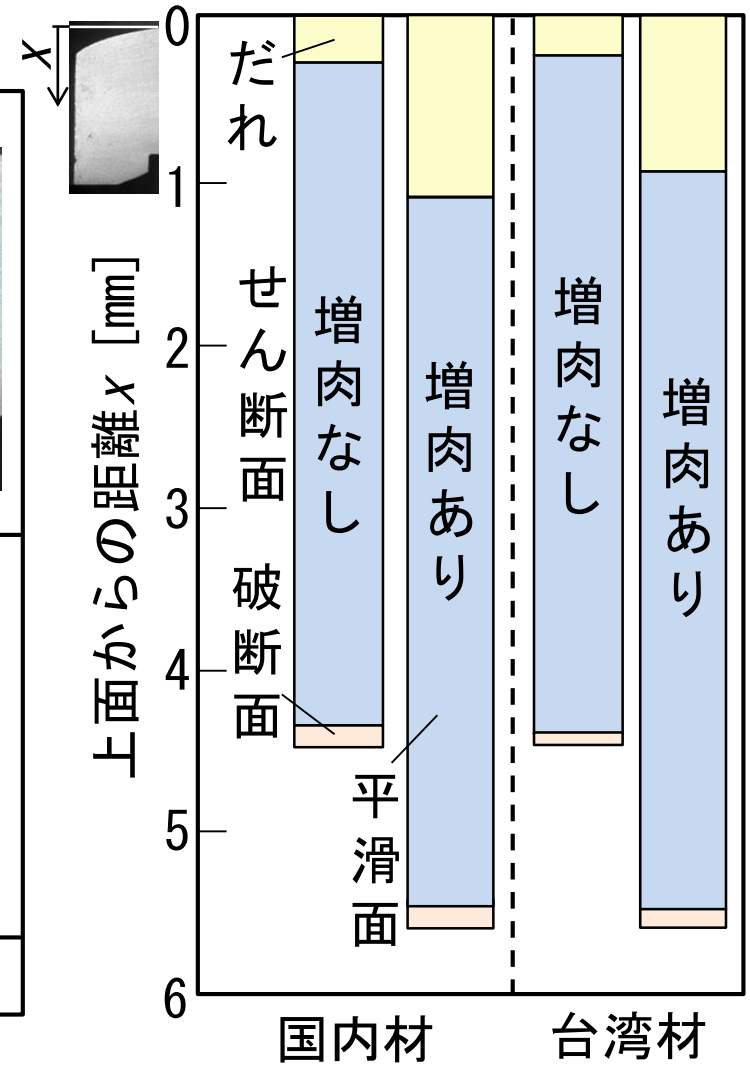 x
0
1
2
3
4
5
6
上面からの距離x [mm]
だれ
せん断面
破断面
平滑面
増肉なし
増肉あり
増肉なし
増肉あり
国内材
台湾材